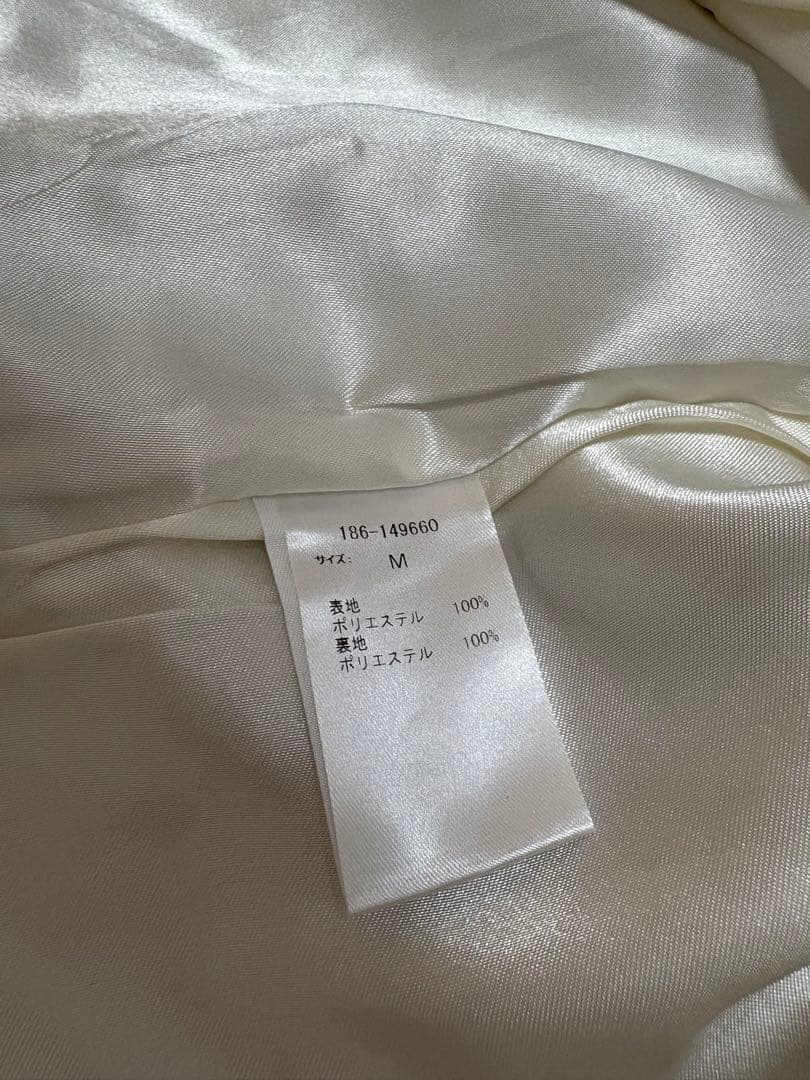 186-149660
サイズ: M
表地
ポリエステル 100%
裏地
ポリエステル 100%